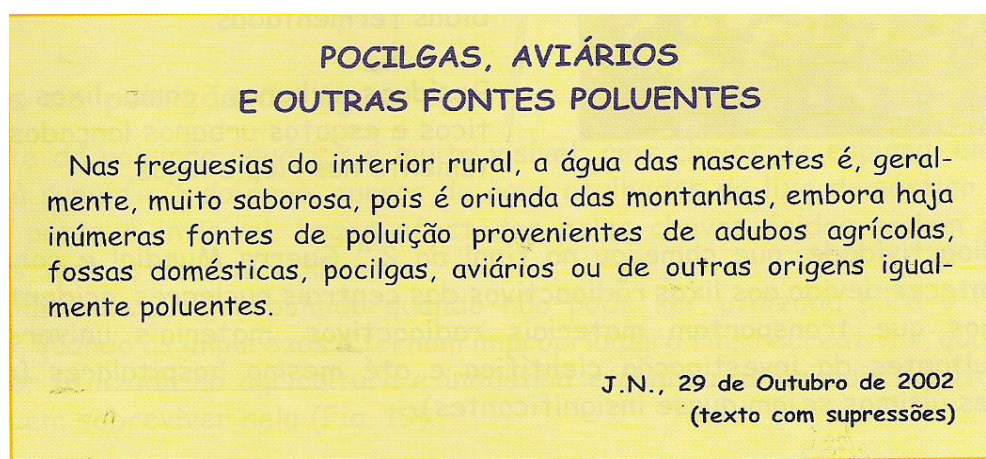 POCILGAS, AVIÁRIOS
E OUTRAS FONTES POLUENTES
Nas freguesias do interior rural, a água das nascentes é, geral-
mente, muito saborosa, pois é oriunda das montanhas, embora haja
inúmeras fontes de poluição provenientes de adubos agrícolas,
fossas domésticas, pocilgas, aviários ou de outras origens igual-
mente poluentes.
J.N., 29 de Outubro de 2002
(texto com supressões)